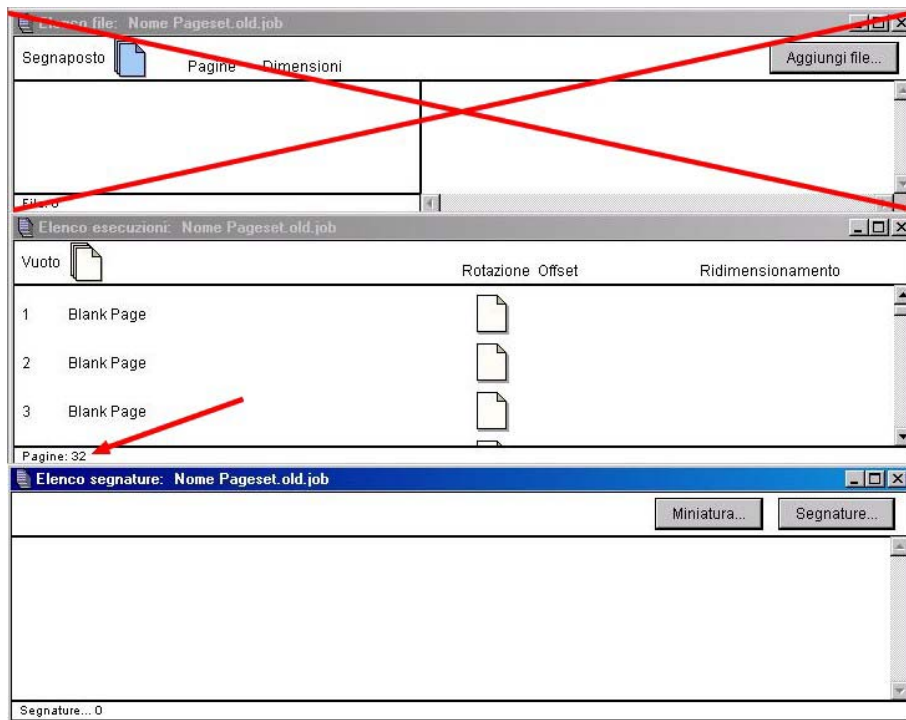 Elenco file: Nome Pageset.old.job
Segnaposto Pagine Dimensioni Aggiungi file...
File: 0
Elenco esecuzioni: Nome Pageset.old.job
Vuoto Rotazione Offset Ridimensionamento
1 Blank Page
2 Blank Page
3 Blank Page
Pagine: 32
Elenco segnature: Nome Pageset.old.job
Miniatura... Segnature...
Segnature... 0